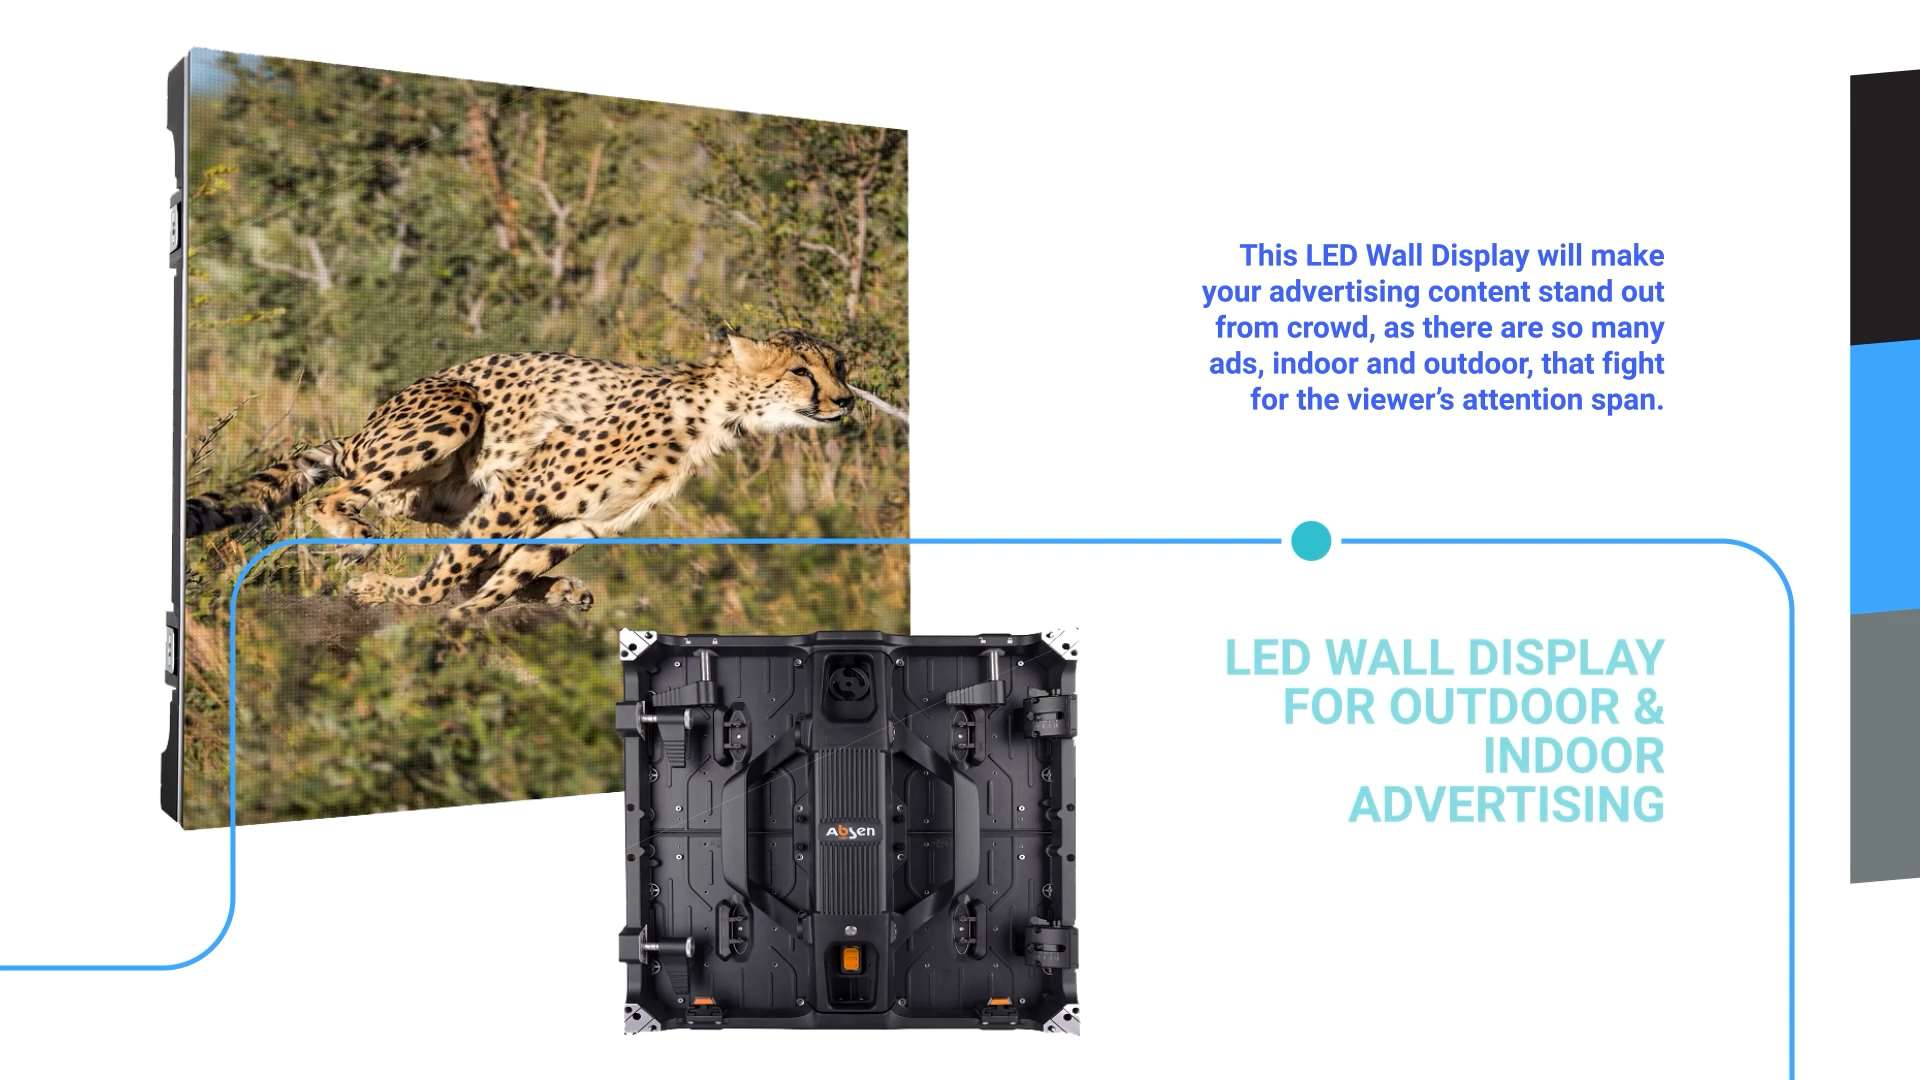 This LED Wall Display will make
your advertising content stand out
from crowd, as there are so many
ads, indoor and outdoor, that fight
for the viewer’s attention span.
LED WALL DISPLAY
FOR OUTDOOR &
INDOOR
ADVERTISING
Absen